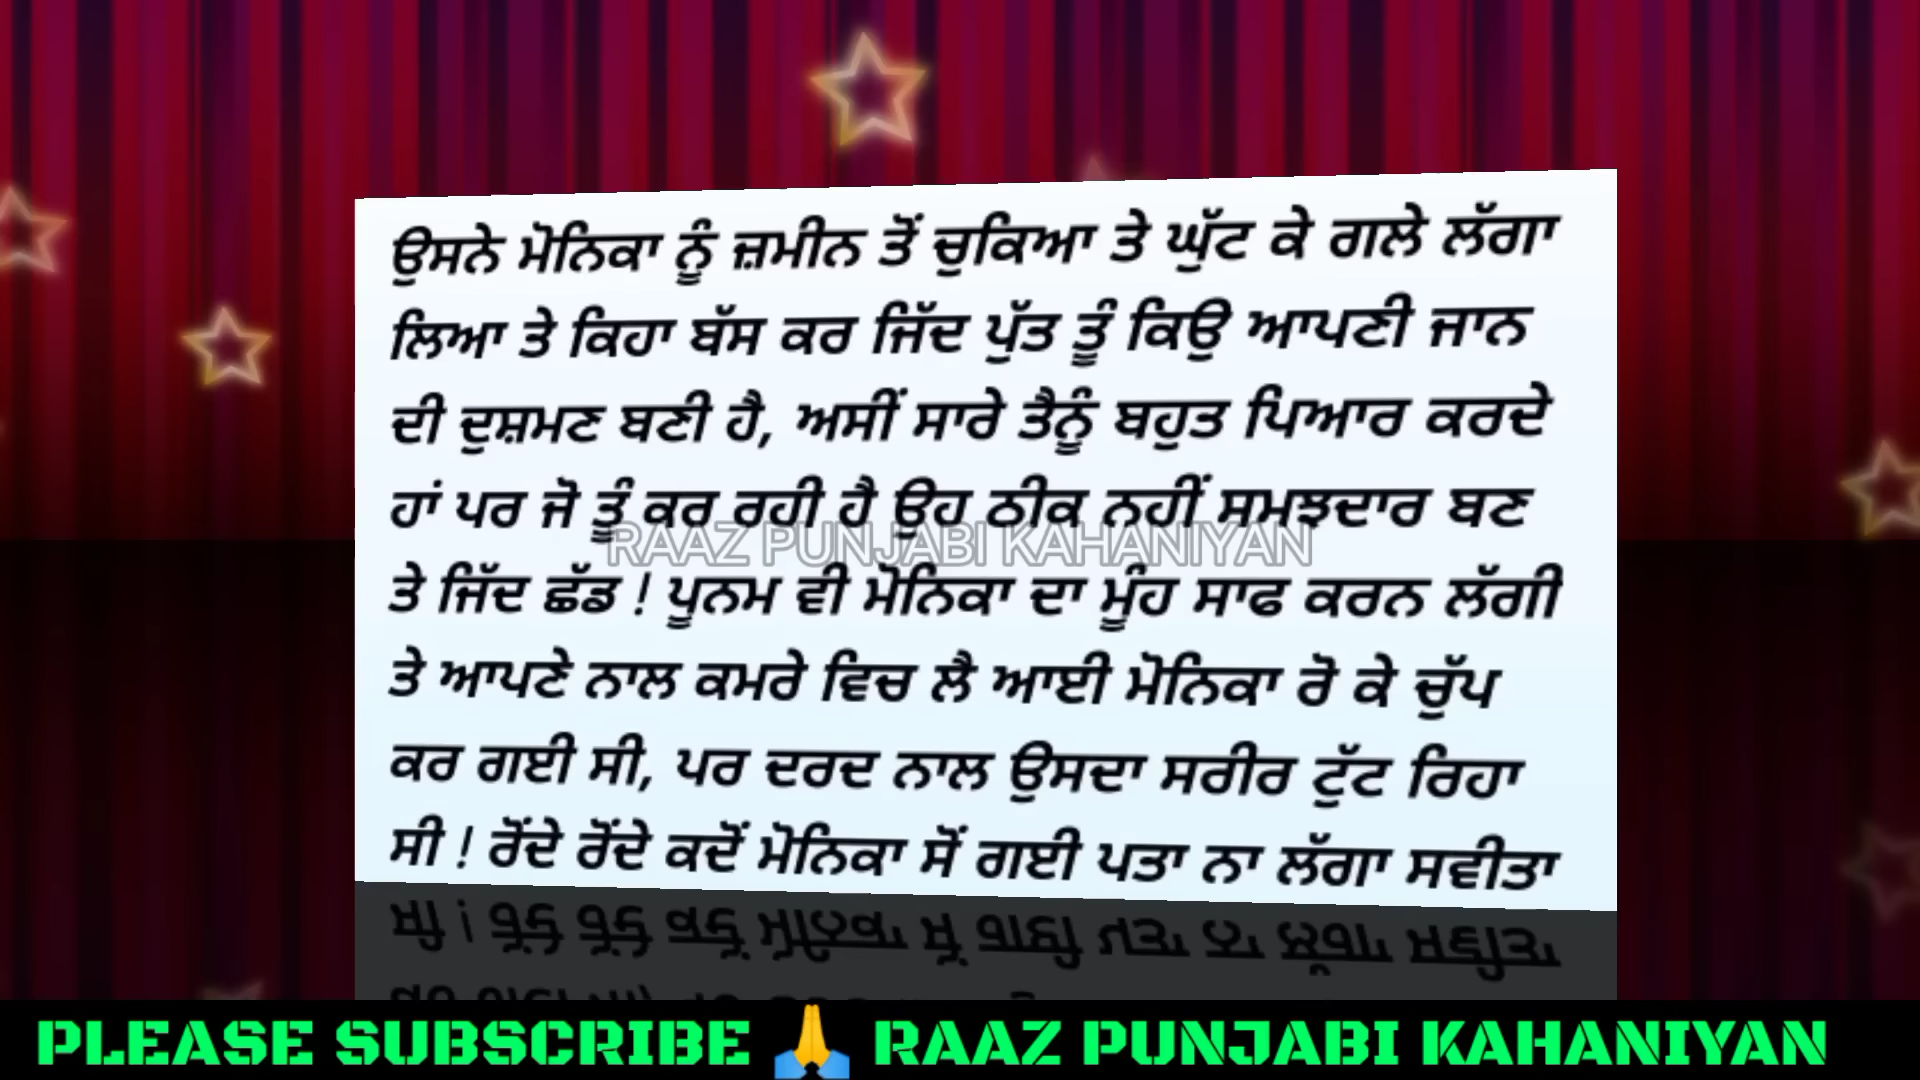 ਉਸਨੇ ਮੋਨਿਕਾ ਨੂੰ ਜ਼ਮੀਨ ਤੋਂ ਚੁਕਿਆ ਤੇ ਘੁੱਟ ਕੇ ਗਲੇ ਲੱਗਾ
ਲਿਆ ਤੇ ਕਿਹਾ ਬੱਸ ਕਰ ਜਿੱਦ ਪੁੱਤ ਤੂੰ ਕਿਉ ਆਪਣੀ ਜਾਨ
ਦੀ ਦੁਸ਼ਮਣ ਬਣੀ ਹੈ, ਅਸੀਂ ਸਾਰੇ ਤੈਨੂੰ ਬਹੁਤ ਪਿਆਰ ਕਰਦੇ
ਹਾਂ ਪਰ ਜੋ ਤੂੰ ਕਰ ਰਹੀ ਹੈ ਉਹ ਠੀਕ ਨਹੀਂ ਸਮਝਦਾਰ ਬਣ
RAAZ PUNJABI KAHANIYAN
ਤੇ ਜਿੱਦ ਛੱਡ ! ਪੂਨਮ ਵੀ ਮੋਨਿਕਾ ਦਾ ਮੂੰਹ ਸਾਫ ਕਰਨ ਲੱਗੀ
ਤੇ ਆਪਣੇ ਨਾਲ ਕਮਰੇ ਵਿਚ ਲੈ ਆਈ ਮੋਨਿਕਾ ਰੋ ਕੇ ਚੁੱਪ
ਕਰ ਗਈ ਸੀ, ਪਰ ਦਰਦ ਨਾਲ ਉਸਦਾ ਸਰੀਰ ਟੁੱਟ ਰਿਹਾ
ਸੀ ! ਰੋਂਦੇ ਰੋਂਦੇ ਕਦੋਂ ਮੋਨਿਕਾ ਸੋਂ ਗਈ ਪਤਾ ਨਾ ਲੱਗਾ ਸਵੀਤਾ
PLEASE SUBSCRIBE 🙏 RAAZ PUNJABI KAHANIYAN